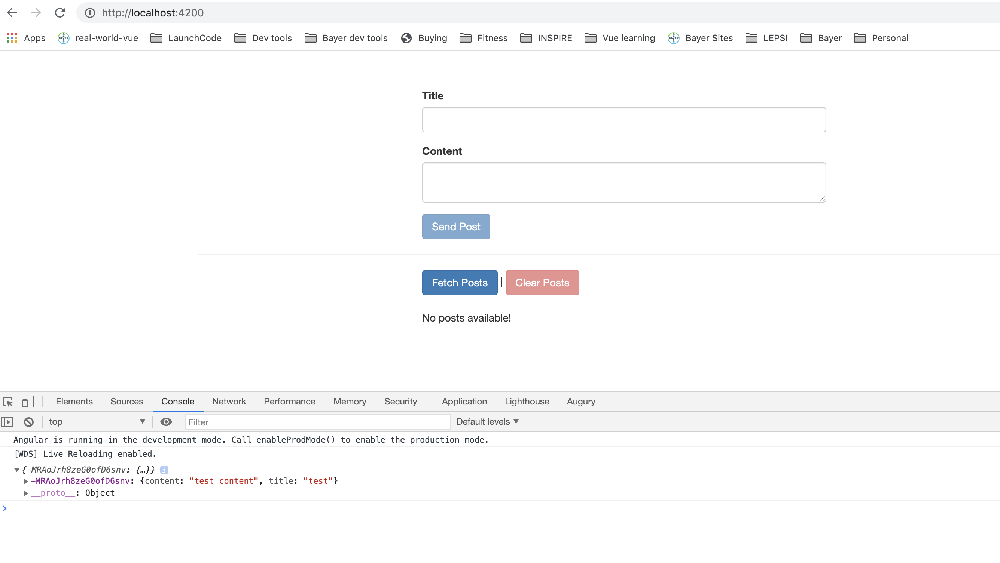 http://localhost:4200
Apps real-world-vue LaunchCode Dev tools Bayer dev tools Buying Fitness INSPIRE Vue learning Bayer Sites LEPSI Bayer Personal
Title
Content
Send Post
Fetch Posts | Clear Posts
No posts available!
Elements Sources Console Network Performance Memory Security Application Lighthouse Augury
top Filter Default levels
Angular is running in the development mode. Call enableProdMode() to enable the production mode.
[WDS] Live Reloading enabled.
{–MRAoJrh8zeG0ofD6snv: {…}} i
–MRAoJrh8zeG0ofD6snv: {content: "test content", title: "test"}
__proto__: Object